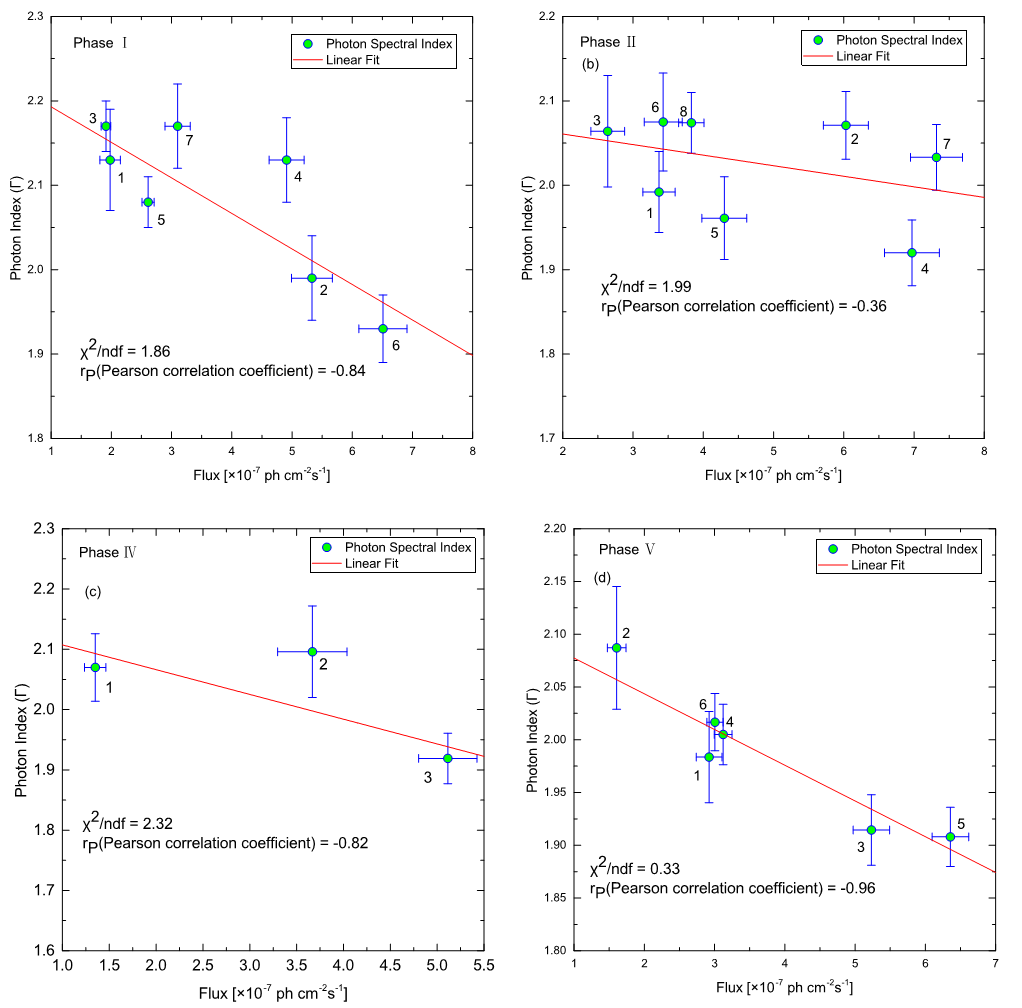 Phase Ⅰ
Photon Spectral Index
Linear Fit
3
1
7
5
4
2
6
χ2/ndf = 1.86
rP(Pearson correlation coefficient) = -0.84
2.3
2.2
2.1
2.0
1.9
1.8
1 2 3 4 5 6 7 8
Photon Index (Γ)
Flux [×10-7 ph cm-2s-1]
Phase Ⅱ
(b)
Photon Spectral Index
Linear Fit
3
6
8
2
7
1
5
4
χ2/ndf = 1.99
rP(Pearson correlation coefficient) = -0.36
2.2
2.1
2.0
1.9
1.8
1.7
2 3 4 5 6 7 8
Photon Index (Γ)
Flux [×10-7 ph cm-2s-1]
Phase Ⅳ
(c)
Photon Spectral Index
Linear Fit
1
2
3
χ2/ndf = 2.32
rP(Pearson correlation coefficient) = -0.82
2.3
2.2
2.1
2.0
1.9
1.8
1.7
1.6
1.0 1.5 2.0 2.5 3.0 3.5 4.0 4.5 5.0 5.5
Photon Index (Γ)
Flux [×10-7 ph cm-2s-1]
Phase Ⅴ
(d)
Photon Spectral Index
Linear Fit
2
6
4
1
3
5
χ2/ndf = 0.33
rP(Pearson correlation coefficient) = -0.96
2.20
2.15
2.10
2.05
2.00
1.95
1.90
1.85
1.80
1 2 3 4 5 6 7
Photon Index (Γ)
Flux [×10-7 ph cm-2s-1]